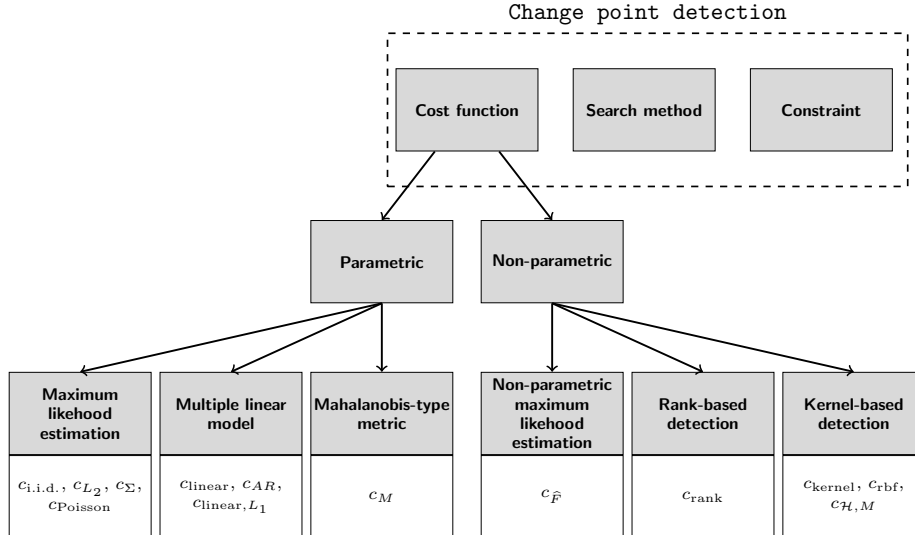 Change point detection
Cost function
Search method
Constraint
Parametric
Non-parametric
Maximum
likehood
estimation
Multiple linear
model
Mahalanobis-type
metric
Non-parametric
maximum
likehood
estimation
Rank-based
detection
Kernel-based
detection
c_{i.i.d.}, c_{L_2}, c_Σ,
c_{Poisson}
c_{linear}, c_{AR},
c_{linear,L_1}
c_M
c_{\widehat{F}}
c_{rank}
c_{kernel}, c_{rbf},
c_{\mathcal{H},M}